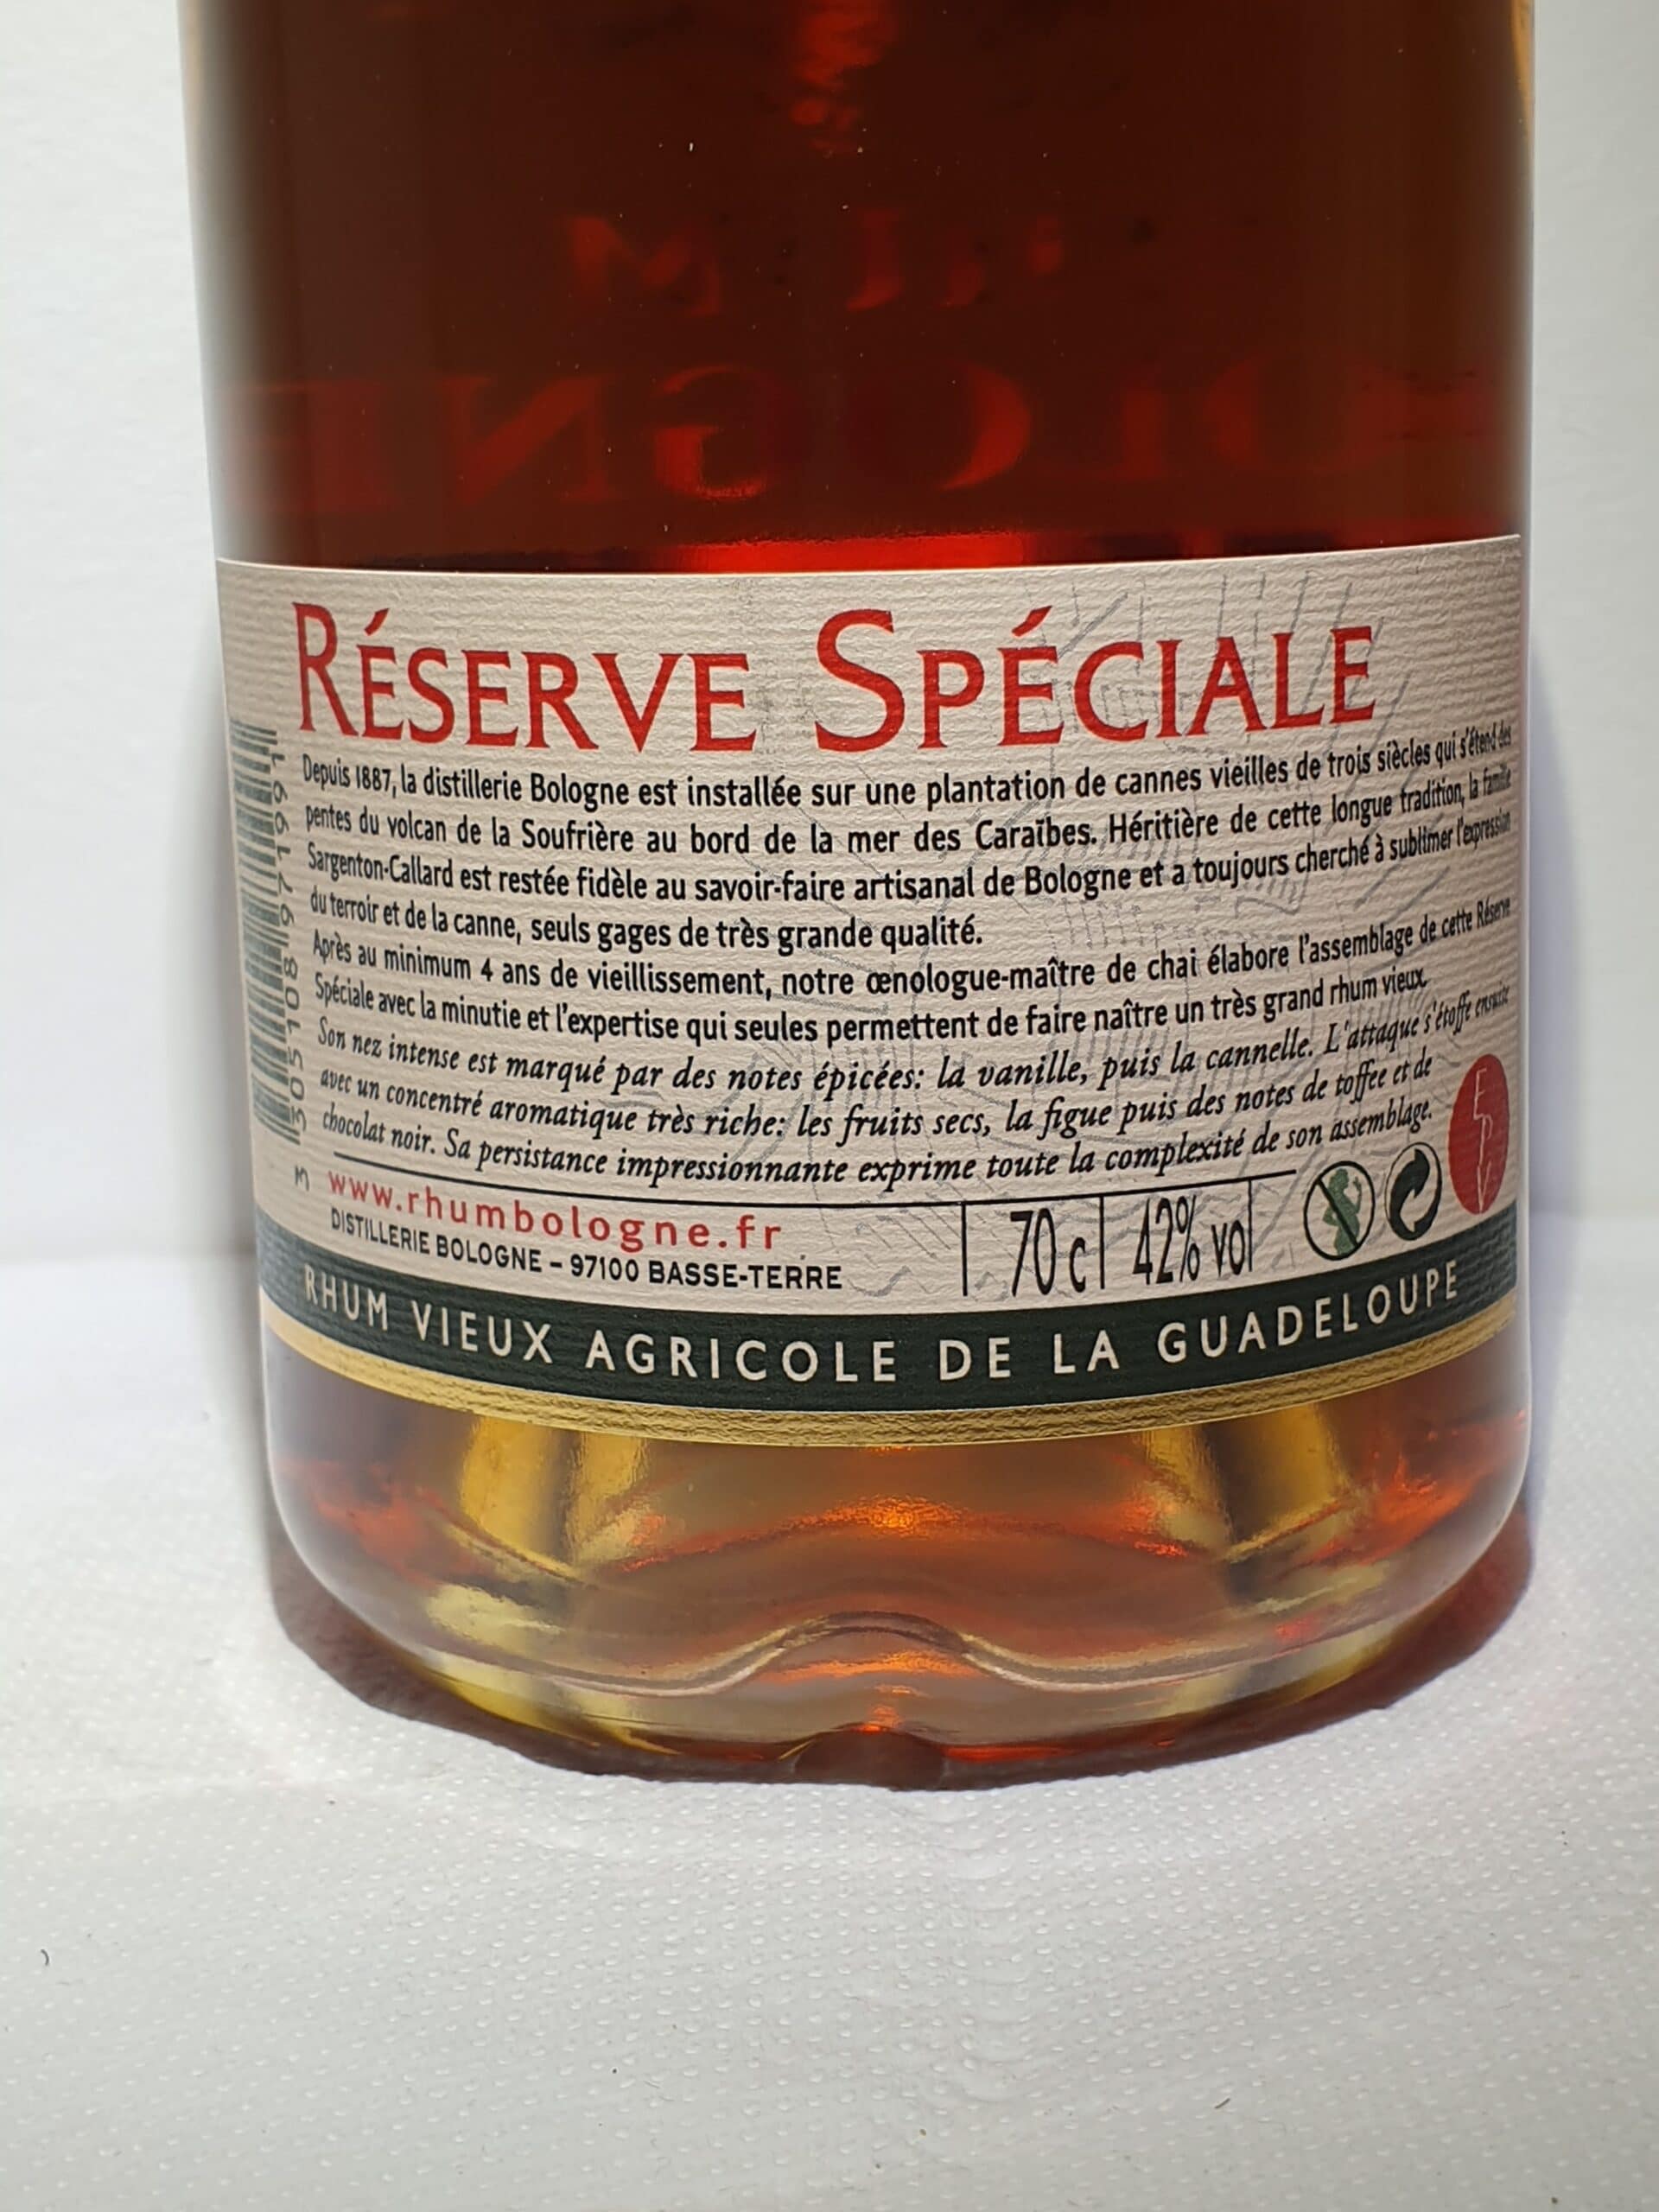 RÉSERVE SPÉCIALE
Depuis 1887, la distillerie Bologne est installée sur une plantation de cannes vieilles de trois siècles qui s'étend des
pentes du volcan de la Soufrière au bord de la mer des Caraïbes. Héritière de cette longue tradition, la famille
Sargenton-Callard est restée fidèle au savoir-faire artisanal de Bologne et a toujours cherché à sublimer l'expression
du terroir et de la canne, seuls gages de très grande qualité.
Après au minimum 4 ans de vieillissement, notre œnologue-maître de chai élabore l'assemblage de cette Réserve
Spéciale avec la minutie et l'expertise qui seules permettent de faire naître un très grand rhum vieux.
Son nez intense est marqué par des notes épicées: la vanille, puis la cannelle. L'attaque s'étoffe ensuite
avec un concentré aromatique très riche: les fruits secs, la figue puis des notes de toffee et de
chocolat noir. Sa persistance impressionnante exprime toute la complexité de son assemblage.
www.rhumbologne.fr
DISTILLERIE BOLOGNE – 97100 BASSE-TERRE
70 cl
42% vol
EPV
RHUM VIEUX AGRICOLE DE LA GUADELOUPE
3 305108 971991